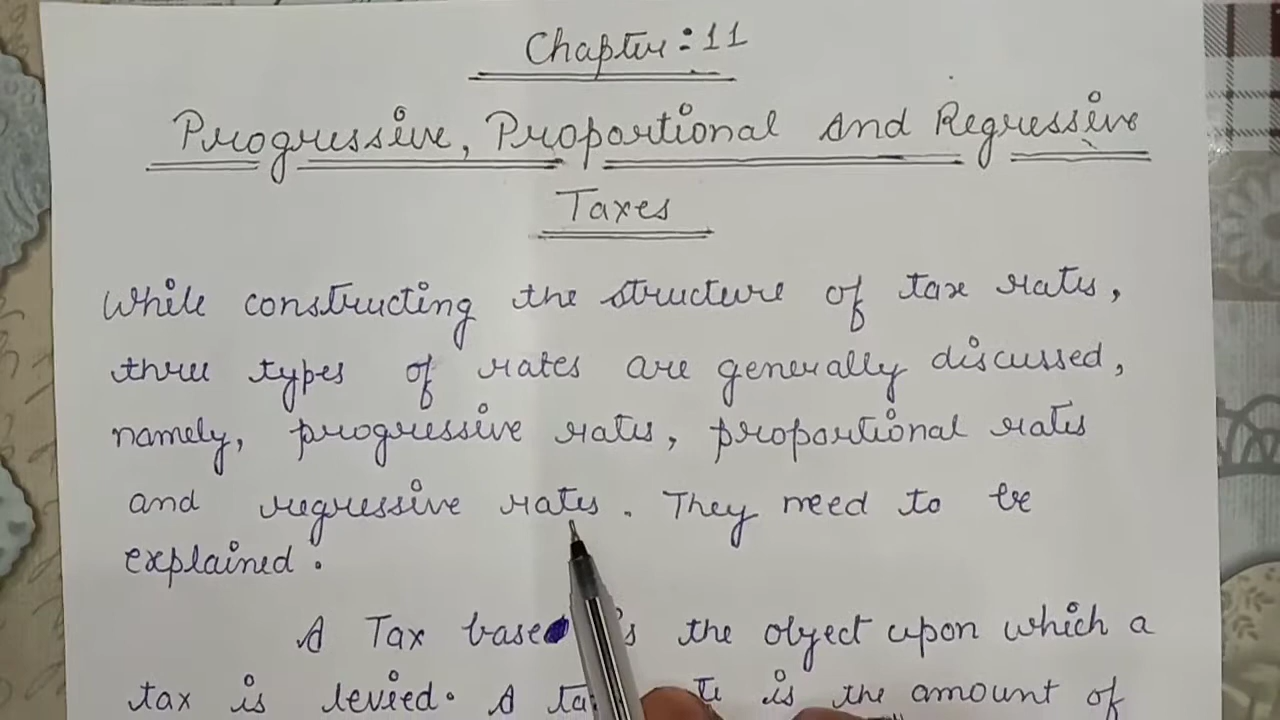 Chapter: 11
Progressive, Proportional And Regressive
Taxes
While constructing the structure of tax rates,
three types of rates are generally discussed,
namely, progressive rates, proportional rates
and regressive rates. They need to be
explained.
A Tax base is the object upon which a
tax is levied. A is the amount of